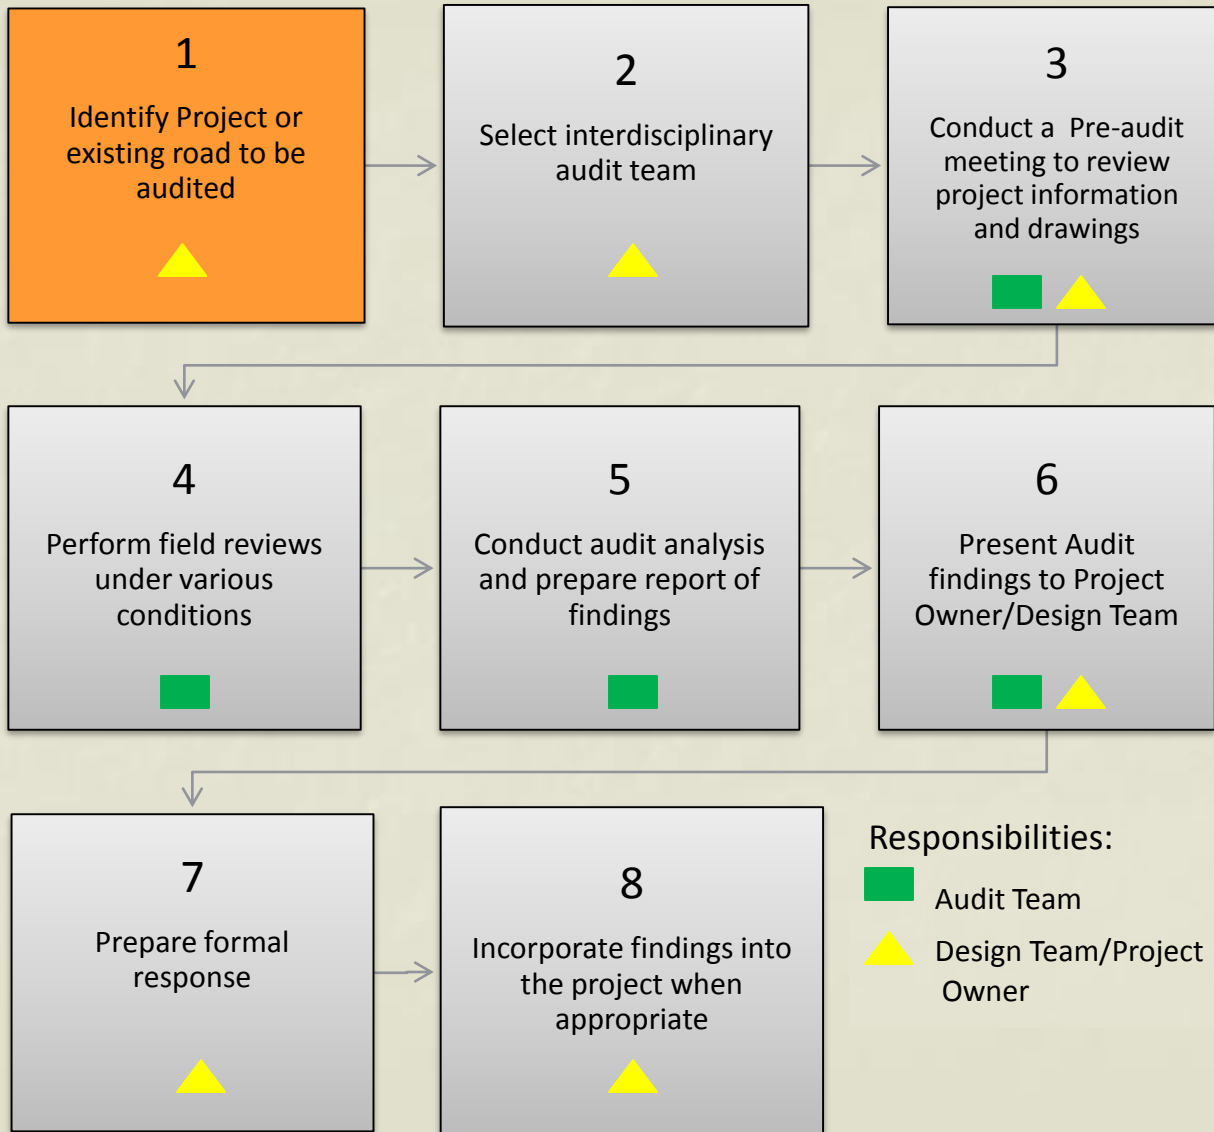 1
Identify Project or
existing road to be
audited
2
Select interdisciplinary
audit team
3
Conduct a Pre-audit
meeting to review
project information
and drawings
4
Perform field reviews
under various
conditions
5
Conduct audit analysis
and prepare report of
findings
6
Present Audit
findings to Project
Owner/Design Team
7
Prepare formal
response
8
Incorporate findings into
the project when
appropriate
Responsibilities:
Audit Team
Design Team/Project
Owner